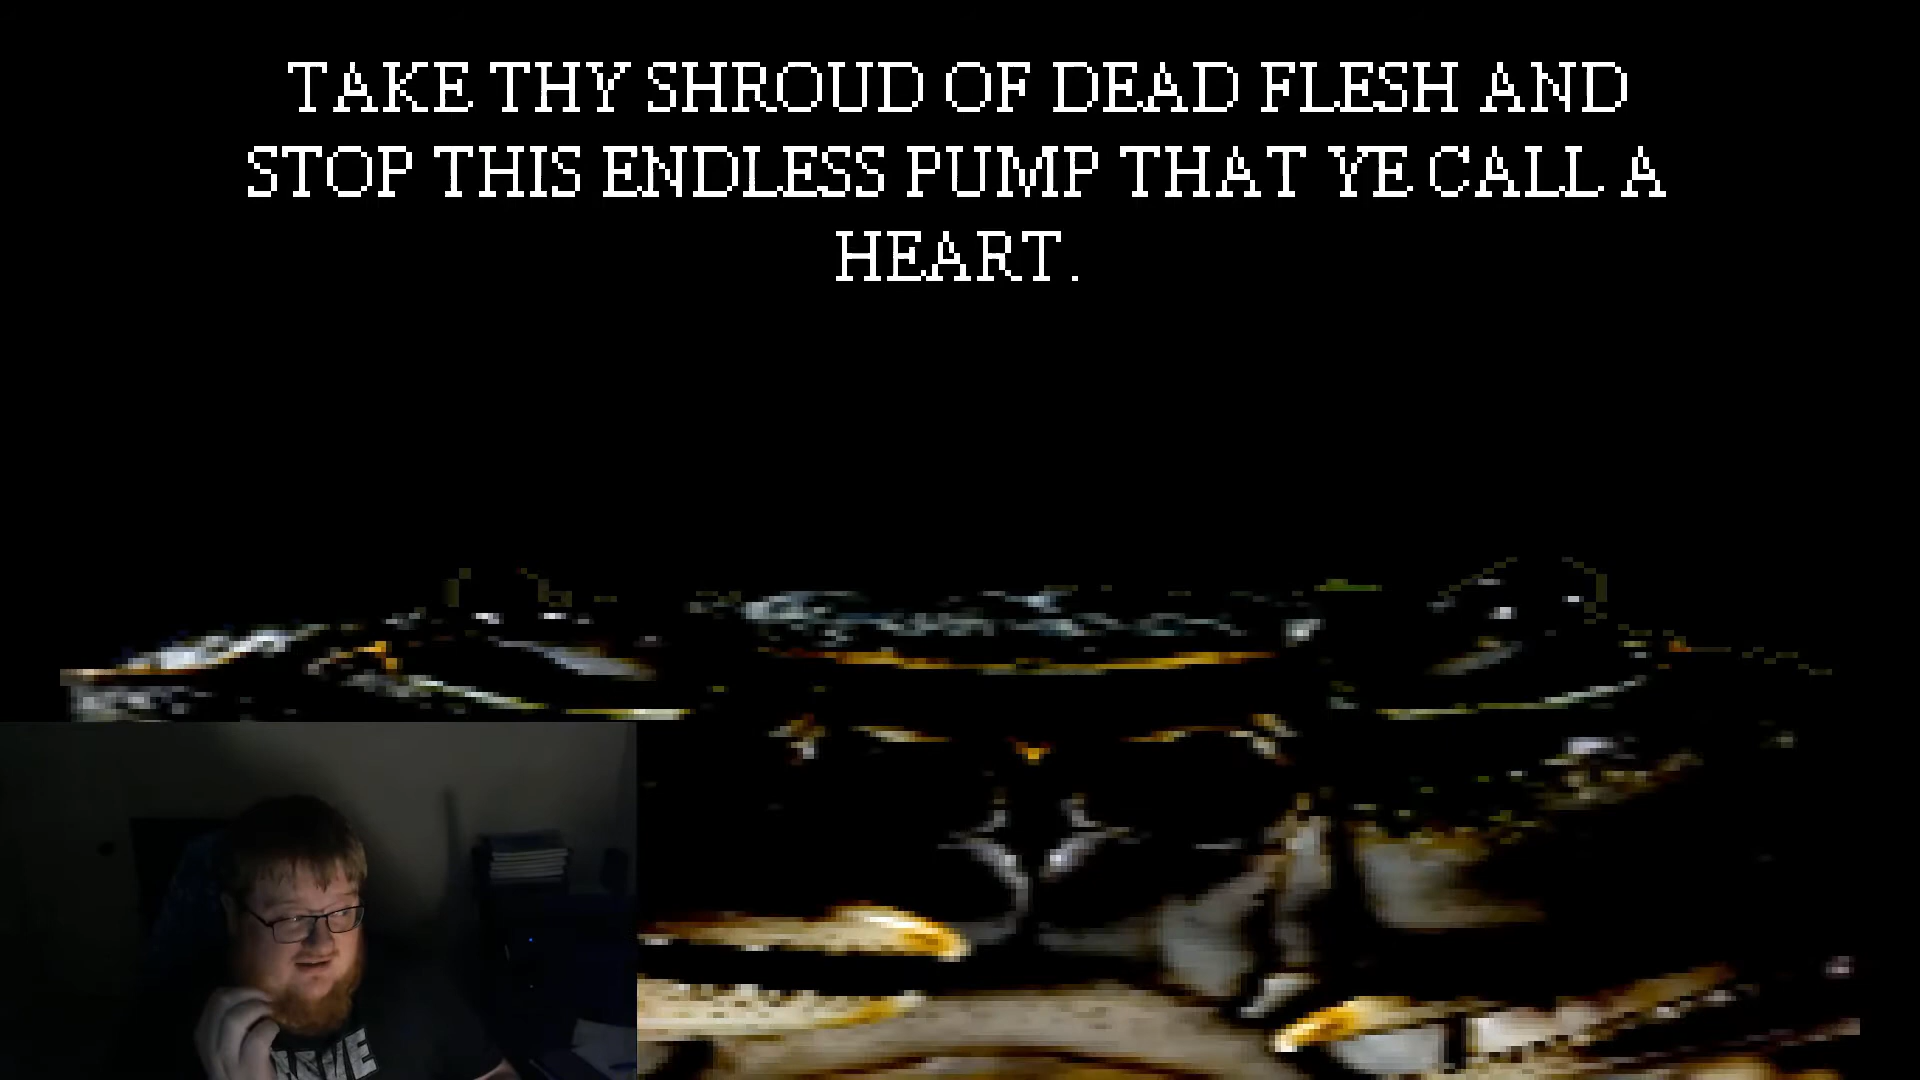 TAKE THY SHROUD OF DEAD FLESH AND
STOP THIS ENDLESS PUMP THAT YE CALL A
HEART.